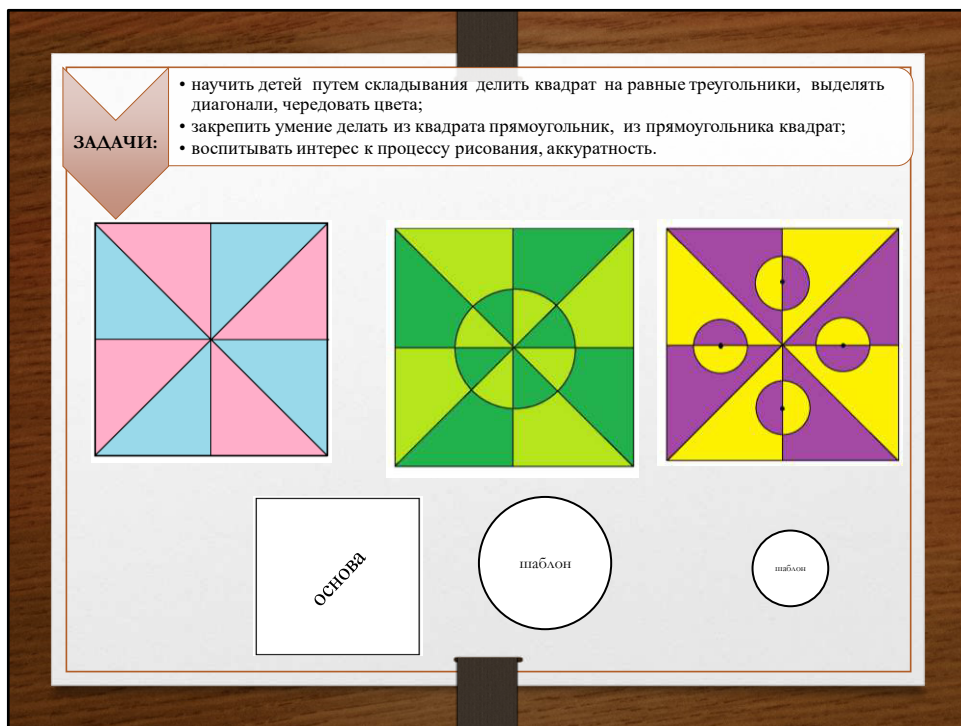 ЗАДАЧИ:
• научить детей путем складывания делить квадрат на равные треугольники, выделять
диагонали, чередовать цвета;
• закрепить умение делать из квадрата прямоугольник, из прямоугольника квадрат;
• воспитывать интерес к процессу рисования, аккуратность.
основа
шаблон
шаблон